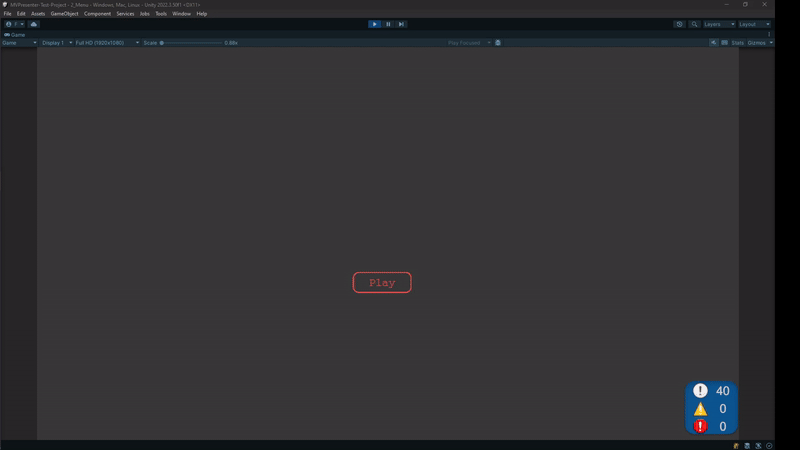 MVPresenter-Test-Project - 2_Menu - Windows, Mac, Linux - Unity 2022.3.50f1 <DX11>
File Edit Assets GameObject Component Services Jobs Tools Window Help
Layers Layout
Game
Game Display 1 Full HD (1920x1080) Scale 0.88x Play Focused Stats Gizmos
Play
40
0
0